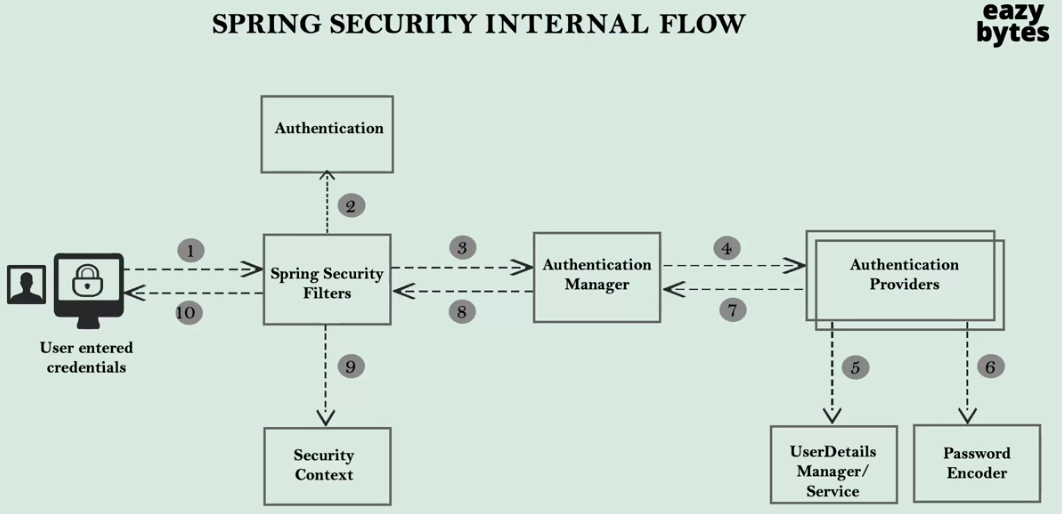 SPRING SECURITY INTERNAL FLOW
eazy
bytes
Authentication
2
1
3
4
Spring Security
Filters
Authentication
Manager
Authentication
Providers
10
8
7
User entered
credentials
9
5
6
Security
Context
UserDetails
Manager/
Service
Password
Encoder